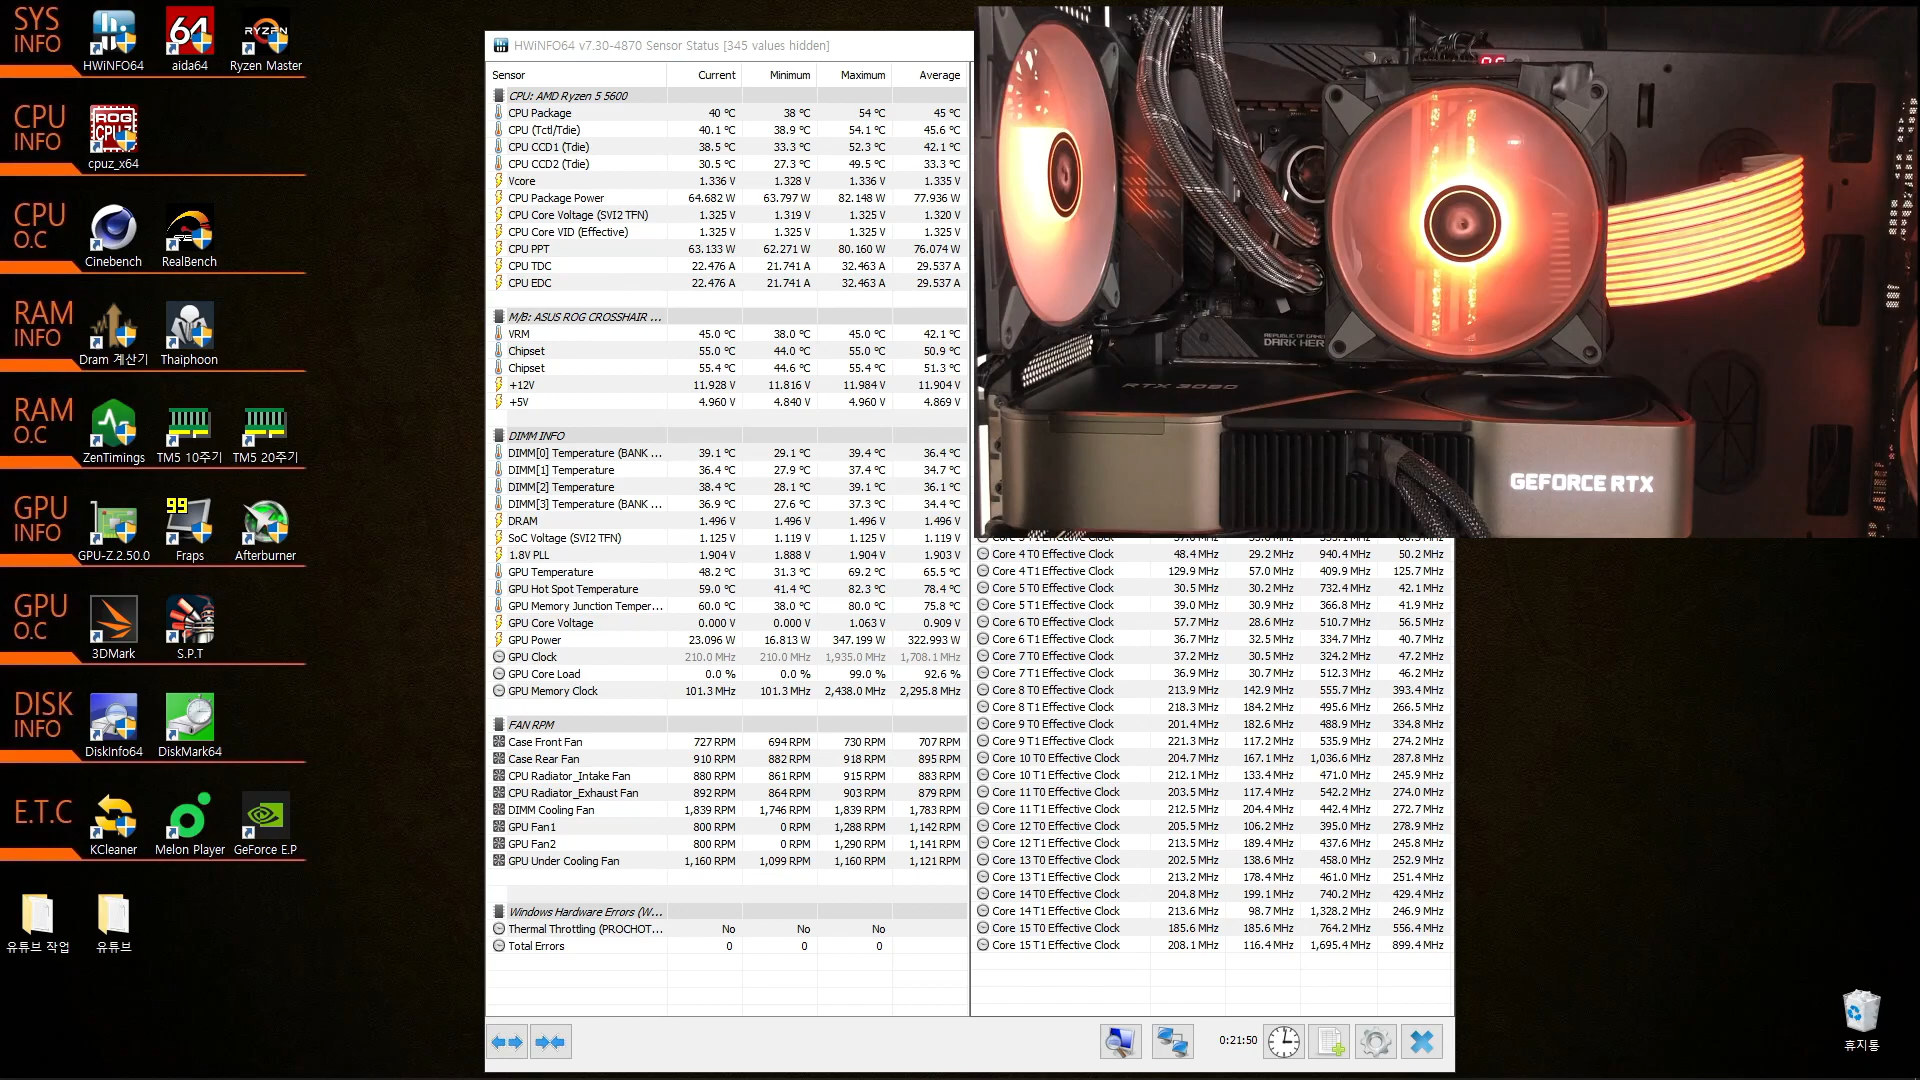 SYS
INFO
HWiNFO64
aida64
Ryzen Master
CPU
INFO
cpuz_x64
CPU
O.C
Cinebench
RealBench
RAM
INFO
Dram 계산기
Thaiphoon
RAM
O.C
ZenTimings
TM5 10주기
TM5 20주기
GPU
INFO
GPU-Z.2.50.0
Fraps
Afterburner
GPU
O.C
3DMark
S.P.T
DISK
INFO
DiskInfo64
DiskMark64
E.T.C
KCleaner
Melon Player
GeForce E.P
유튜브 작업
유튜브
HWiNFO64 v7.30-4870 Sensor Status [345 values hidden]
Sensor Current Minimum Maximum Average
CPU: AMD Ryzen 5 5600
CPU Package 40 °C 38 °C 54 °C 45 °C
CPU (Tctl/Tdie) 40.1 °C 38.9 °C 54.1 °C 45.6 °C
CPU CCD1 (Tdie) 38.5 °C 33.3 °C 52.3 °C 42.1 °C
CPU CCD2 (Tdie) 30.5 °C 27.3 °C 49.5 °C 33.3 °C
Vcore 1.336 V 1.328 V 1.336 V 1.335 V
CPU Package Power 64.682 W 63.797 W 82.148 W 77.936 W
CPU Core Voltage (SVI2 TFN) 1.325 V 1.319 V 1.325 V 1.320 V
CPU Core VID (Effective) 1.325 V 1.325 V 1.325 V 1.325 V
CPU PPT 63.133 W 62.271 W 80.160 W 76.074 W
CPU TDC 22.476 A 21.741 A 32.463 A 29.537 A
CPU EDC 22.476 A 21.741 A 32.463 A 29.537 A
M/B: ASUS ROG CROSSHAIR ...
VRM 45.0 °C 38.0 °C 45.0 °C 42.1 °C
Chipset 55.0 °C 44.0 °C 55.0 °C 50.9 °C
Chipset 55.4 °C 44.6 °C 55.4 °C 51.3 °C
+12V 11.928 V 11.816 V 11.984 V 11.904 V
+5V 4.960 V 4.840 V 4.960 V 4.869 V
DIMM INFO
DIMM[0] Temperature (BANK ... 39.1 °C 29.1 °C 39.4 °C 36.4 °C
DIMM[1] Temperature 36.4 °C 27.9 °C 37.4 °C 34.7 °C
DIMM[2] Temperature 38.4 °C 28.1 °C 39.1 °C 36.1 °C
DIMM[3] Temperature (BANK ... 36.9 °C 27.6 °C 37.3 °C 34.4 °C
DRAM 1.496 V 1.496 V 1.496 V 1.496 V
SoC Voltage (SVI2 TFN) 1.125 V 1.119 V 1.125 V 1.119 V
1.8V PLL 1.904 V 1.888 V 1.904 V 1.903 V
GPU Temperature 48.2 °C 31.3 °C 69.2 °C 65.5 °C
GPU Hot Spot Temperature 59.0 °C 41.4 °C 82.3 °C 78.4 °C
GPU Memory Junction Temper... 60.0 °C 38.0 °C 80.0 °C 75.8 °C
GPU Core Voltage 0.000 V 0.000 V 1.063 V 0.909 V
GPU Power 23.096 W 16.813 W 347.199 W 322.993 W
GPU Clock 210.0 MHz 210.0 MHz 1,935.0 MHz 1,708.1 MHz
GPU Core Load 0.0 % 0.0 % 99.0 % 92.6 %
GPU Memory Clock 101.3 MHz 101.3 MHz 2,438.0 MHz 2,295.8 MHz
FAN RPM
Case Front Fan 727 RPM 694 RPM 730 RPM 707 RPM
Case Rear Fan 910 RPM 882 RPM 918 RPM 895 RPM
CPU Radiator_Intake Fan 880 RPM 861 RPM 915 RPM 883 RPM
CPU Radiator_Exhaust Fan 892 RPM 864 RPM 903 RPM 879 RPM
DIMM Cooling Fan 1,839 RPM 1,746 RPM 1,839 RPM 1,783 RPM
GPU Fan1 800 RPM 0 RPM 1,288 RPM 1,142 RPM
GPU Fan2 800 RPM 0 RPM 1,290 RPM 1,141 RPM
GPU Under Cooling Fan 1,160 RPM 1,099 RPM 1,160 RPM 1,121 RPM
Windows Hardware Errors (W...
Thermal Throttling (PROCHOT... No No No
Total Errors 0 0 0
REPUBLIC OF GAMERS
DARK HER
RTX 3080
GEFORCE RTX
Core 4 T0 Effective Clock 48.4 MHz 29.2 MHz 940.4 MHz 50.2 MHz
Core 4 T1 Effective Clock 129.9 MHz 57.0 MHz 409.9 MHz 125.7 MHz
Core 5 T0 Effective Clock 30.5 MHz 30.2 MHz 732.4 MHz 42.1 MHz
Core 5 T1 Effective Clock 39.0 MHz 30.9 MHz 366.8 MHz 41.9 MHz
Core 6 T0 Effective Clock 57.7 MHz 28.6 MHz 510.7 MHz 56.5 MHz
Core 6 T1 Effective Clock 36.7 MHz 32.5 MHz 334.7 MHz 40.7 MHz
Core 7 T0 Effective Clock 37.2 MHz 30.5 MHz 324.2 MHz 47.2 MHz
Core 7 T1 Effective Clock 36.9 MHz 30.7 MHz 512.3 MHz 46.2 MHz
Core 8 T0 Effective Clock 213.9 MHz 142.9 MHz 555.7 MHz 393.4 MHz
Core 8 T1 Effective Clock 218.3 MHz 184.2 MHz 495.6 MHz 266.5 MHz
Core 9 T0 Effective Clock 201.4 MHz 182.6 MHz 488.9 MHz 334.8 MHz
Core 9 T1 Effective Clock 221.3 MHz 117.2 MHz 535.9 MHz 274.2 MHz
Core 10 T0 Effective Clock 204.7 MHz 167.1 MHz 1,036.6 MHz 287.8 MHz
Core 10 T1 Effective Clock 212.1 MHz 133.4 MHz 471.0 MHz 245.9 MHz
Core 11 T0 Effective Clock 203.5 MHz 117.4 MHz 542.2 MHz 274.0 MHz
Core 11 T1 Effective Clock 212.5 MHz 204.4 MHz 442.4 MHz 272.7 MHz
Core 12 T0 Effective Clock 205.5 MHz 106.2 MHz 395.0 MHz 278.9 MHz
Core 12 T1 Effective Clock 213.5 MHz 189.4 MHz 437.6 MHz 245.8 MHz
Core 13 T0 Effective Clock 202.5 MHz 138.6 MHz 458.0 MHz 252.9 MHz
Core 13 T1 Effective Clock 213.2 MHz 178.4 MHz 461.0 MHz 251.4 MHz
Core 14 T0 Effective Clock 204.8 MHz 199.1 MHz 740.2 MHz 429.4 MHz
Core 14 T1 Effective Clock 213.6 MHz 98.7 MHz 1,328.2 MHz 246.9 MHz
Core 15 T0 Effective Clock 185.6 MHz 185.6 MHz 764.2 MHz 556.4 MHz
Core 15 T1 Effective Clock 208.1 MHz 116.4 MHz 1,695.4 MHz 899.4 MHz
0:21:50
휴지통